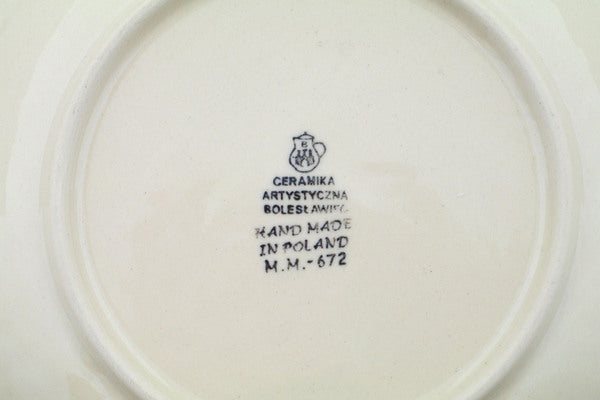 B
CERAMIKA
ARTYSTYCZNA
BOLESŁAWIEC
HAND MADE
IN POLAND
M.M.-672